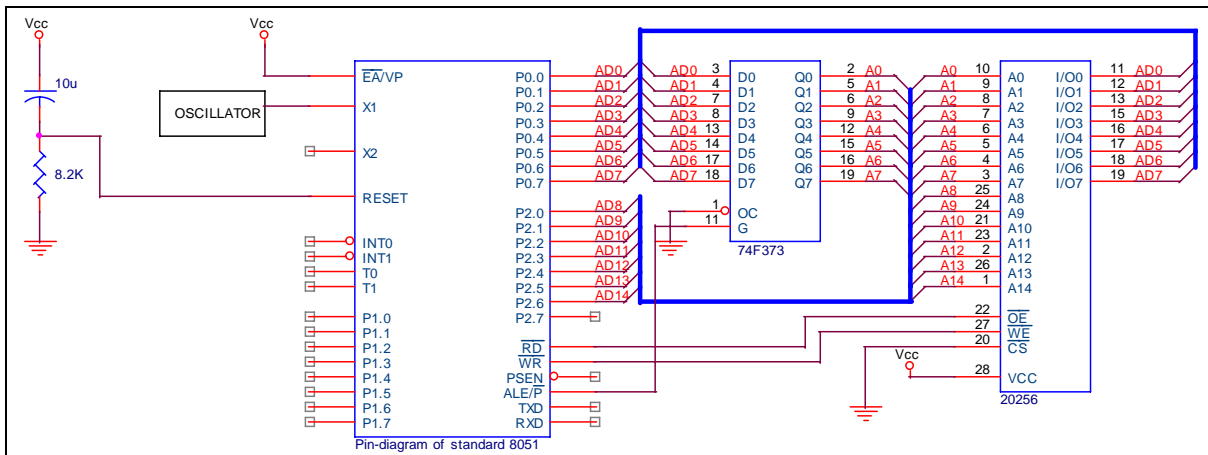 Vcc
10u
8.2K
Vcc
OSCILLATOR
EA/VP
X1
X2
RESET
INT0
INT1
T0
T1
P1.0
P1.1
P1.2
P1.3
P1.4
P1.5
P1.6
P1.7
P0.0 AD0
P0.1 AD1
P0.2 AD2
P0.3 AD3
P0.4 AD4
P0.5 AD5
P0.6 AD6
P0.7 AD7
P2.0 AD8
P2.1 AD9
P2.2 AD10
P2.3 AD11
P2.4 AD12
P2.5 AD13
P2.6 AD14
P2.7
RD
WR
PSEN
ALE/P
TXD
RXD
Pin-diagram of standard 8051
AD0 3 D0 Q0 2 A0
AD1 4 D1 Q1 5 A1
AD2 7 D2 Q2 6 A2
AD3 8 D3 Q3 9 A3
AD4 13 D4 Q4 12 A4
AD5 14 D5 Q5 15 A5
AD6 17 D6 Q6 16 A6
AD7 18 D7 Q7 19 A7
1 OC
11 G
74F373
A0 10 A0 I/O0 11 AD0
A1 9 A1 I/O1 12 AD1
A2 8 A2 I/O2 13 AD2
A3 7 A3 I/O3 15 AD3
A4 6 A4 I/O4 16 AD4
A5 5 A5 I/O5 17 AD5
A6 4 A6 I/O6 18 AD6
A7 3 A7 I/O7 19 AD7
A8 25 A8
A9 24 A9
A10 21 A10
A11 23 A11
A12 2 A12
A13 26 A13
A14 1 A14
22 OE
27 WE
20 CS
Vcc
28 VCC
20256